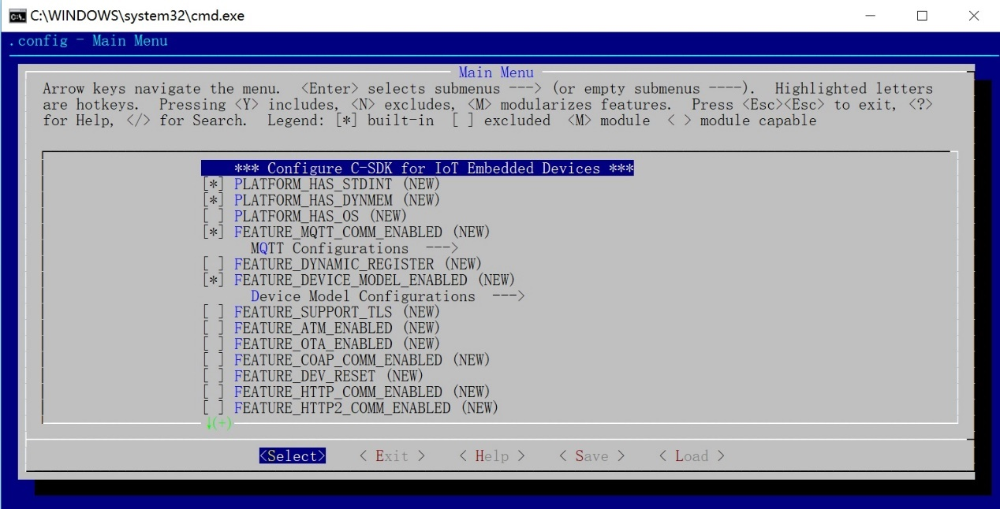 C:\WINDOWS\system32\cmd.exe
.config - Main Menu
Main Menu
Arrow keys navigate the menu.  <Enter> selects submenus ---> (or empty submenus ----).  Highlighted letters
are hotkeys.  Pressing <Y> includes, <N> excludes, <M> modularizes features.  Press <Esc><Esc> to exit, <?>
for Help, </> for Search.  Legend: [*] built-in  [ ] excluded  <M> module  < > module capable
*** Configure C-SDK for IoT Embedded Devices ***
[*] PLATFORM_HAS_STDINT (NEW)
[*] PLATFORM_HAS_DYNMEM (NEW)
[ ] PLATFORM_HAS_OS (NEW)
[*] FEATURE_MQTT_COMM_ENABLED (NEW)
MQTT Configurations  --->
[ ] FEATURE_DYNAMIC_REGISTER (NEW)
[*] FEATURE_DEVICE_MODEL_ENABLED (NEW)
Device Model Configurations  --->
[ ] FEATURE_SUPPORT_TLS (NEW)
[ ] FEATURE_ATM_ENABLED (NEW)
[ ] FEATURE_OTA_ENABLED (NEW)
[ ] FEATURE_COAP_COMM_ENABLED (NEW)
[ ] FEATURE_DEV_RESET (NEW)
[ ] FEATURE_HTTP_COMM_ENABLED (NEW)
[ ] FEATURE_HTTP2_COMM_ENABLED (NEW)
↓(+)
<Select>    < Exit >    < Help >    < Save >    < Load >